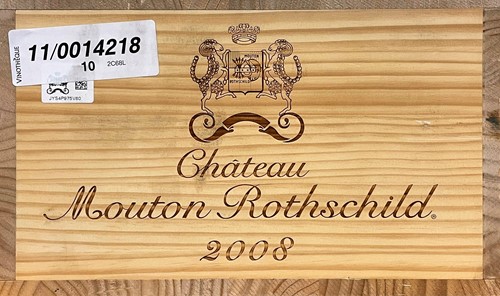 VINOTHÈQUE
11/0014218
10 2C68L
Château
Mouton Rothschild
2008